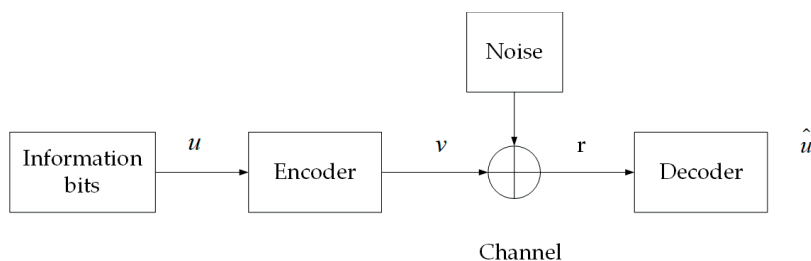 Noise
Information
bits
u
Encoder
v
r
Decoder
û
Channel